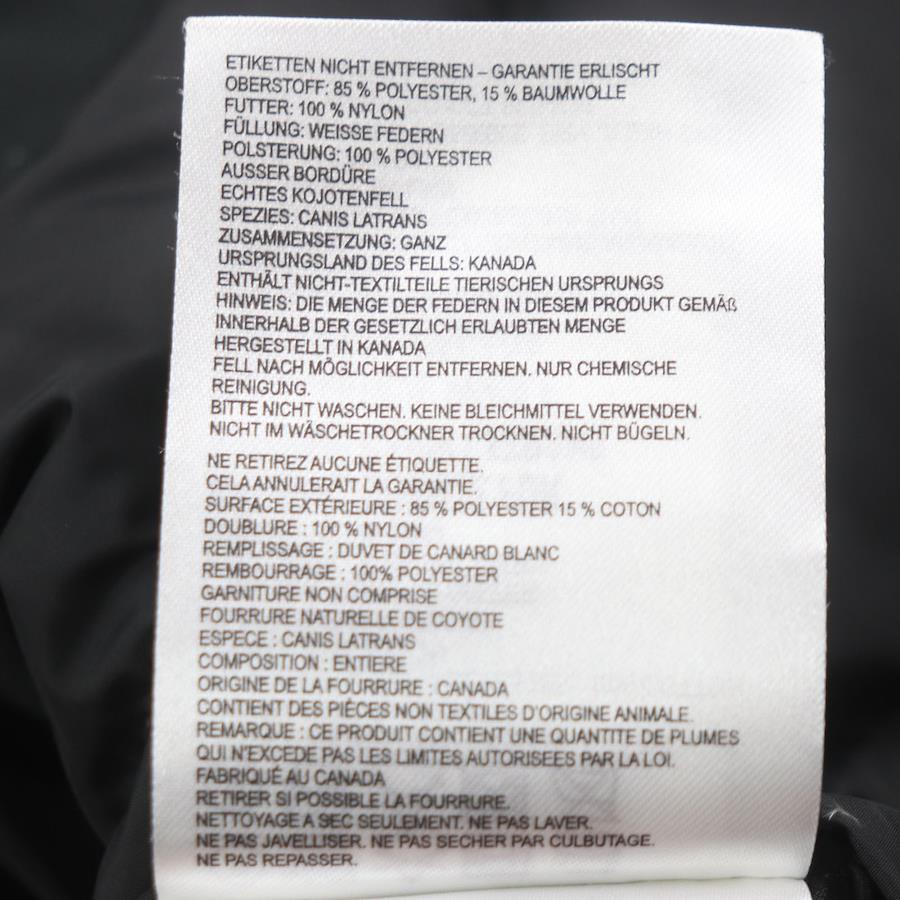 ETIKETTEN NICHT ENTFERNEN – GARANTIE ERLISCHT
OBERSTOFF: 85 % POLYESTER, 15 % BAUMWOLLE
FUTTER: 100 % NYLON
FÜLLUNG: WEISSE FEDERN
POLSTERUNG: 100 % POLYESTER
AUSSER BORDÜRE
ECHTES KOJOTENFELL
SPEZIES: CANIS LATRANS
ZUSAMMENSETZUNG: GANZ
URSPRUNGSLAND DES FELLS: KANADA
ENTHÄLT NICHT-TEXTILTEILE TIERISCHEN URSPRUNGS
HINWEIS: DIE MENGE DER FEDERN IN DIESEM PRODUKT GEMÄß
INNERHALB DER GESETZLICH ERLAUBTEN MENGE
HERGESTELLT IN KANADA
FELL NACH MÖGLICHKEIT ENTFERNEN. NUR CHEMISCHE
REINIGUNG.
BITTE NICHT WASCHEN. KEINE BLEICHMITTEL VERWENDEN.
NICHT IM WÄSCHETROCKNER TROCKNEN. NICHT BÜGELN.
NE RETIREZ AUCUNE ÉTIQUETTE.
CELA ANNULERAIT LA GARANTIE.
SURFACE EXTÉRIEURE : 85 % POLYESTER 15 % COTON
DOUBLURE : 100 % NYLON
REMPLISSAGE : DUVET DE CANARD BLANC
REMBOURRAGE : 100% POLYESTER
GARNITURE NON COMPRISE
FOURRURE NATURELLE DE COYOTE
ESPECE : CANIS LATRANS
COMPOSITION : ENTIERE
ORIGINE DE LA FOURRURE : CANADA
CONTIENT DES PIÈCES NON TEXTILES D'ORIGINE ANIMALE.
REMARQUE : CE PRODUIT CONTIENT UNE QUANTITE DE PLUMES
QUI N'EXCEDE PAS LES LIMITES AUTORISEES PAR LA LOI.
FABRIQUÉ AU CANADA
RETIRER SI POSSIBLE LA FOURRURE.
NETTOYAGE A SEC SEULEMENT. NE PAS LAVER.
NE PAS JAVELLISER. NE PAS SECHER PAR CULBUTAGE.
NE PAS REPASSER.